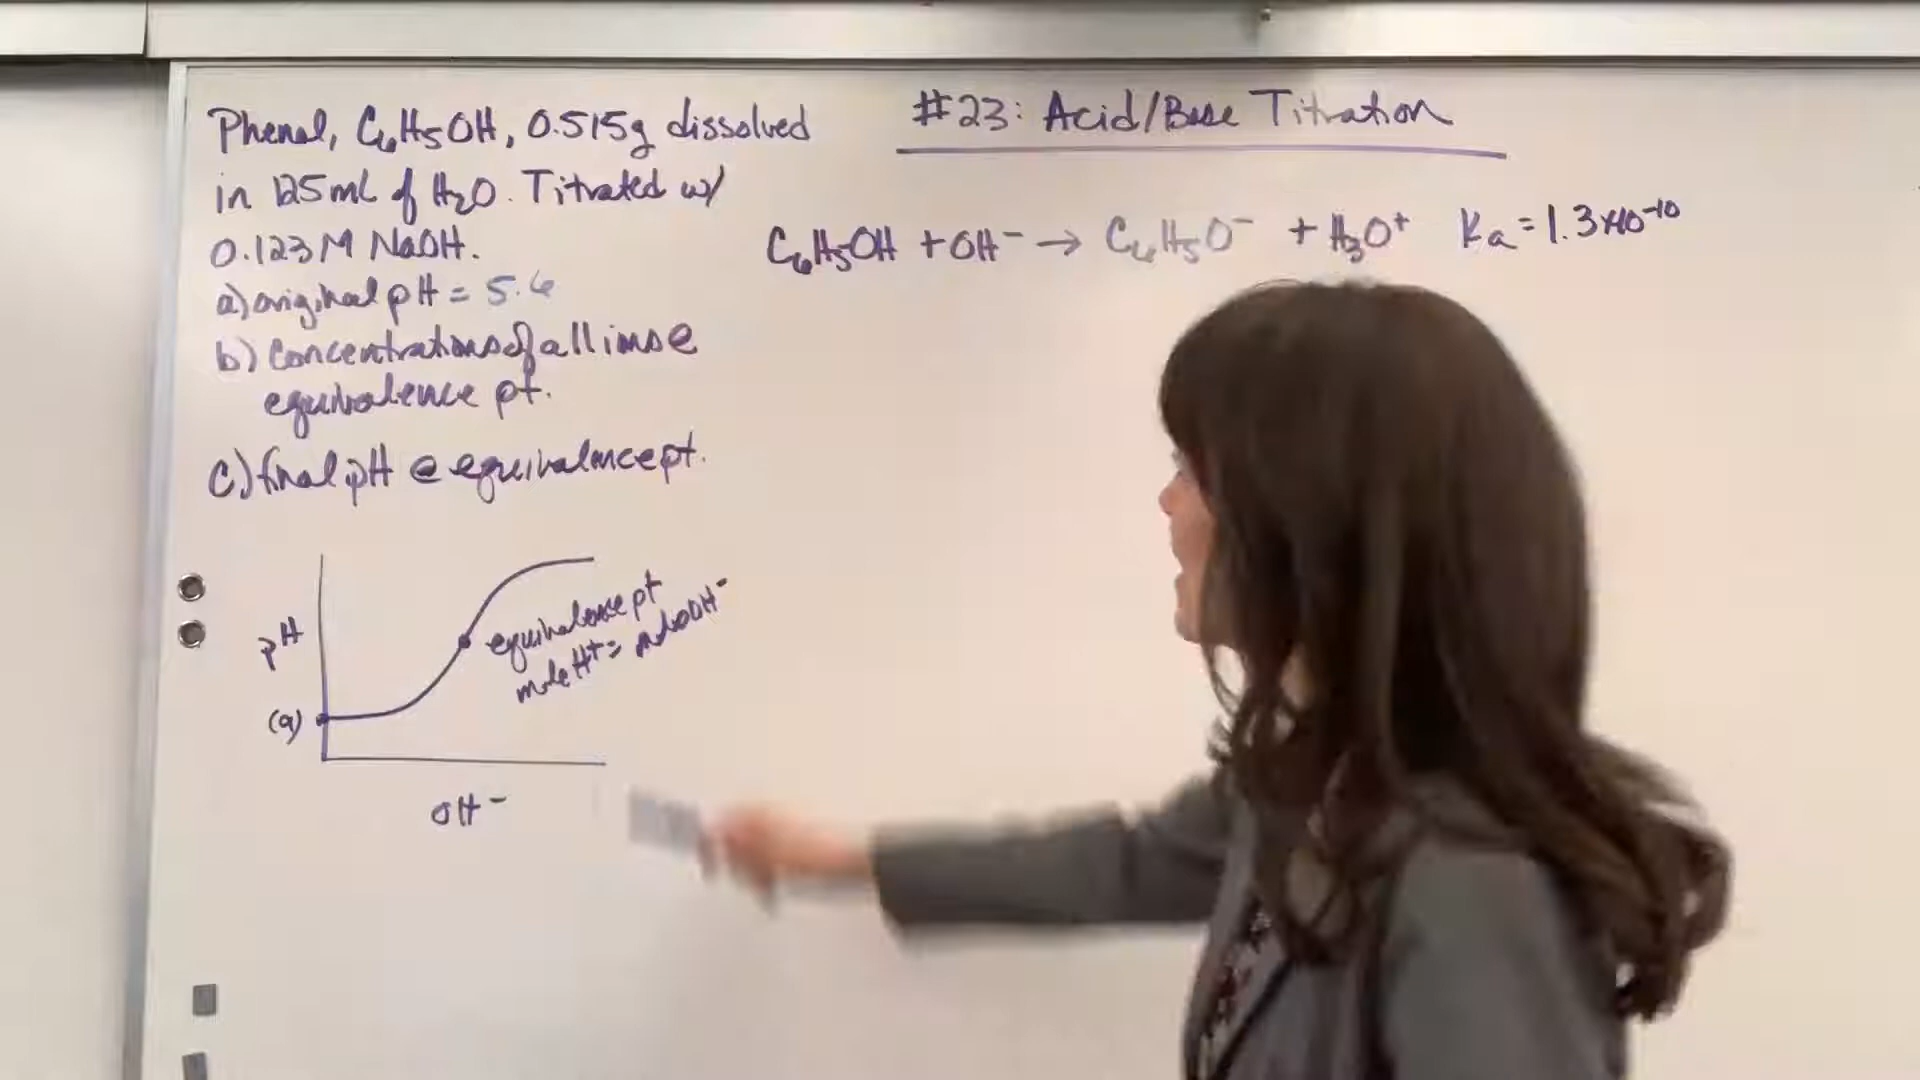 Phenol, C6H5OH, 0.515g dissolved
in 125mL of H2O. Titrated w/
0.123M NaOH.
a) original pH = 5.6
b) concentrations of all ions @
equivalence pt.
c) final pH @ equivalence pt.
#23: Acid/Base Titration
C6H5OH + OH⁻ → C6H5O⁻ + H3O⁺ Ka = 1.3x10⁻¹⁰
pH
(a)
equivalence pt
mole H⁺ = mole OH⁻
OH⁻